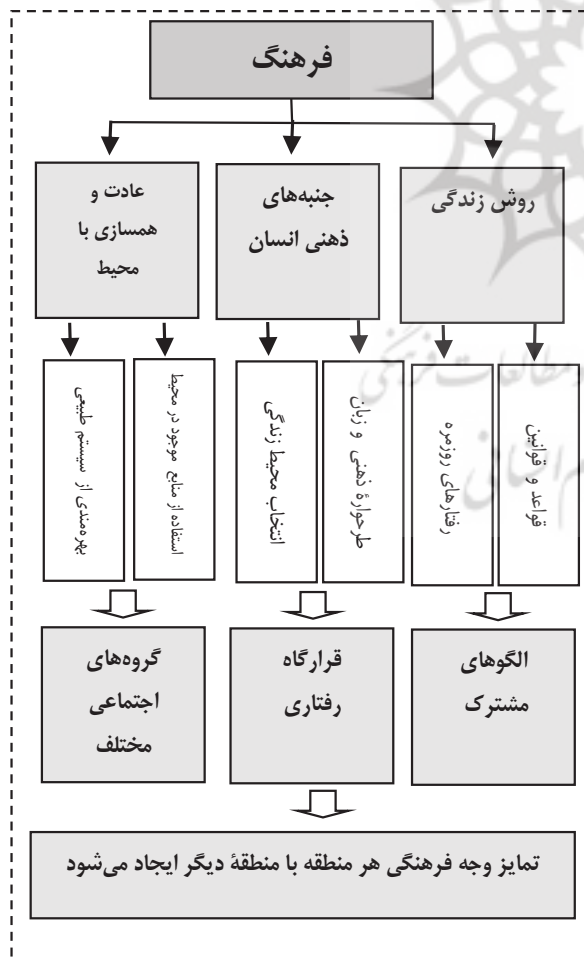 فرهنگ
روش زندگی
جنبه‌های
ذهنی انسان
عادت و
همسازی با
محیط
قواعد و قوانین
رفتارهای روزمره
طرحوارهٔ ذهنی و زبان
انتخاب محیط زندگی
استفاده از منابع موجود در محیط
بهره‌مندی از سیستم طبیعی
الگوهای
مشترک
قرارگاه
رفتاری
گروه‌های
اجتماعی
مختلف
تمایز وجه فرهنگی هر منطقه با منطقهٔ دیگر ایجاد می‌شود
ومطالعات فرهنگی